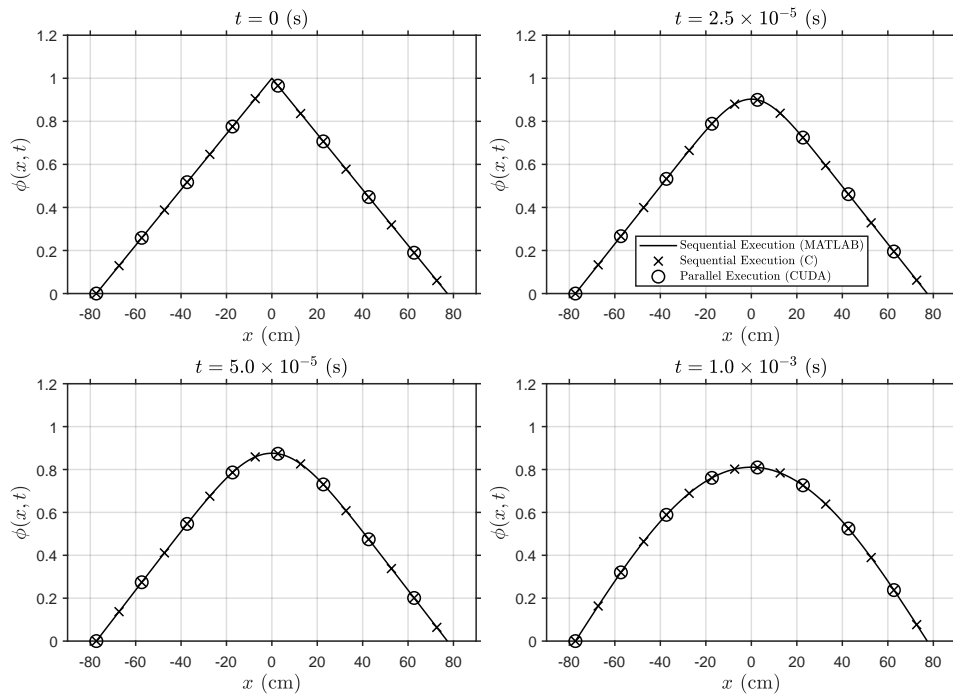 t = 0 (s)
1.2
1
0.8
0.6
0.4
0.2
0
ϕ(x, t)
-80 -60 -40 -20 0 20 40 60 80
x (cm)
t = 2.5 × 10⁻⁵ (s)
1.2
1
0.8
0.6
0.4
0.2
0
ϕ(x, t)
Sequential Execution (MATLAB)
Sequential Execution (C)
Parallel Execution (CUDA)
-80 -60 -40 -20 0 20 40 60 80
x (cm)
t = 5.0 × 10⁻⁵ (s)
1.2
1
0.8
0.6
0.4
0.2
0
ϕ(x, t)
-80 -60 -40 -20 0 20 40 60 80
x (cm)
t = 1.0 × 10⁻³ (s)
1.2
1
0.8
0.6
0.4
0.2
0
ϕ(x, t)
-80 -60 -40 -20 0 20 40 60 80
x (cm)